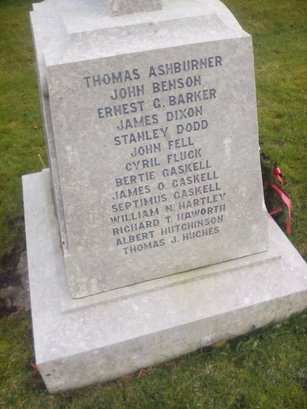 THOMAS ASHBURNER
JOHN BENSON
ERNEST G. BARKER
JAMES DIXON
STANLEY DODD
JOHN FELL
CYRIL FLUCK
BERTIE GASKELL
JAMES O. GASKELL
SEPTIMUS GASKELL
WILLIAM N. HARTLEY
RICHARD T. HAWORTH
ALBERT HUTCHINSON
THOMAS J. HUGHES